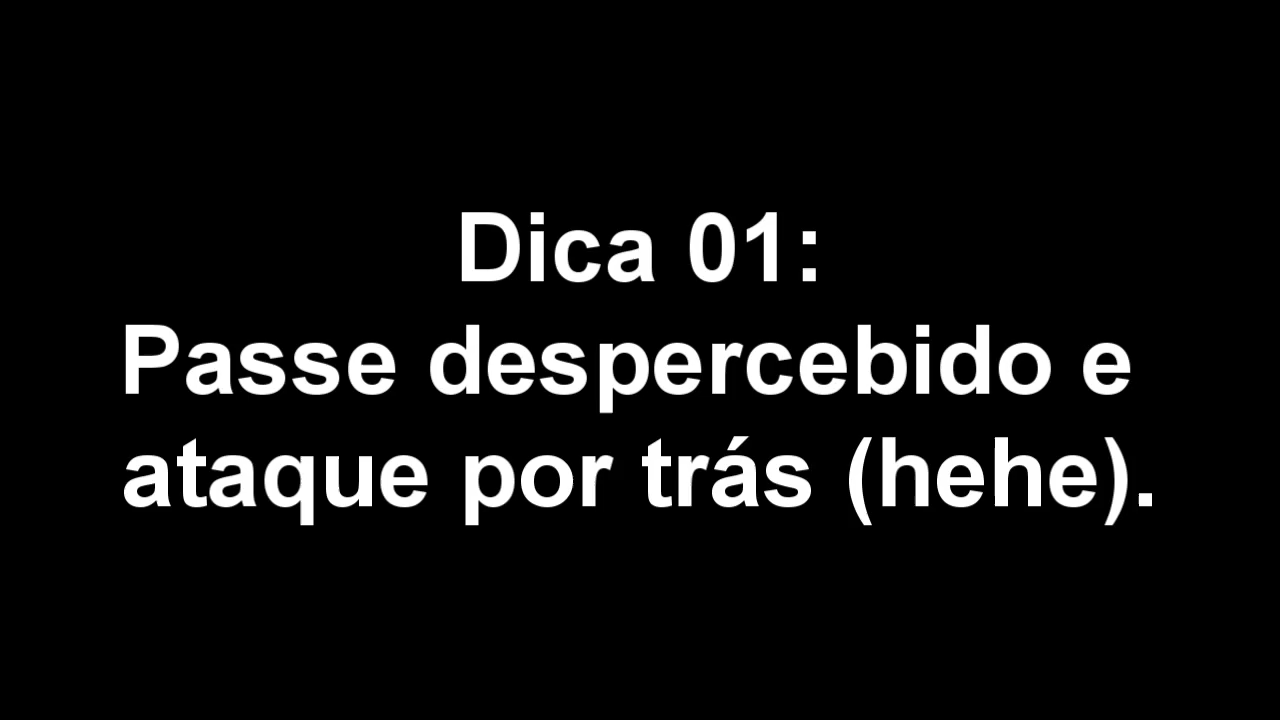 Dica 01:
Passe despercebido e
ataque por trás (hehe).